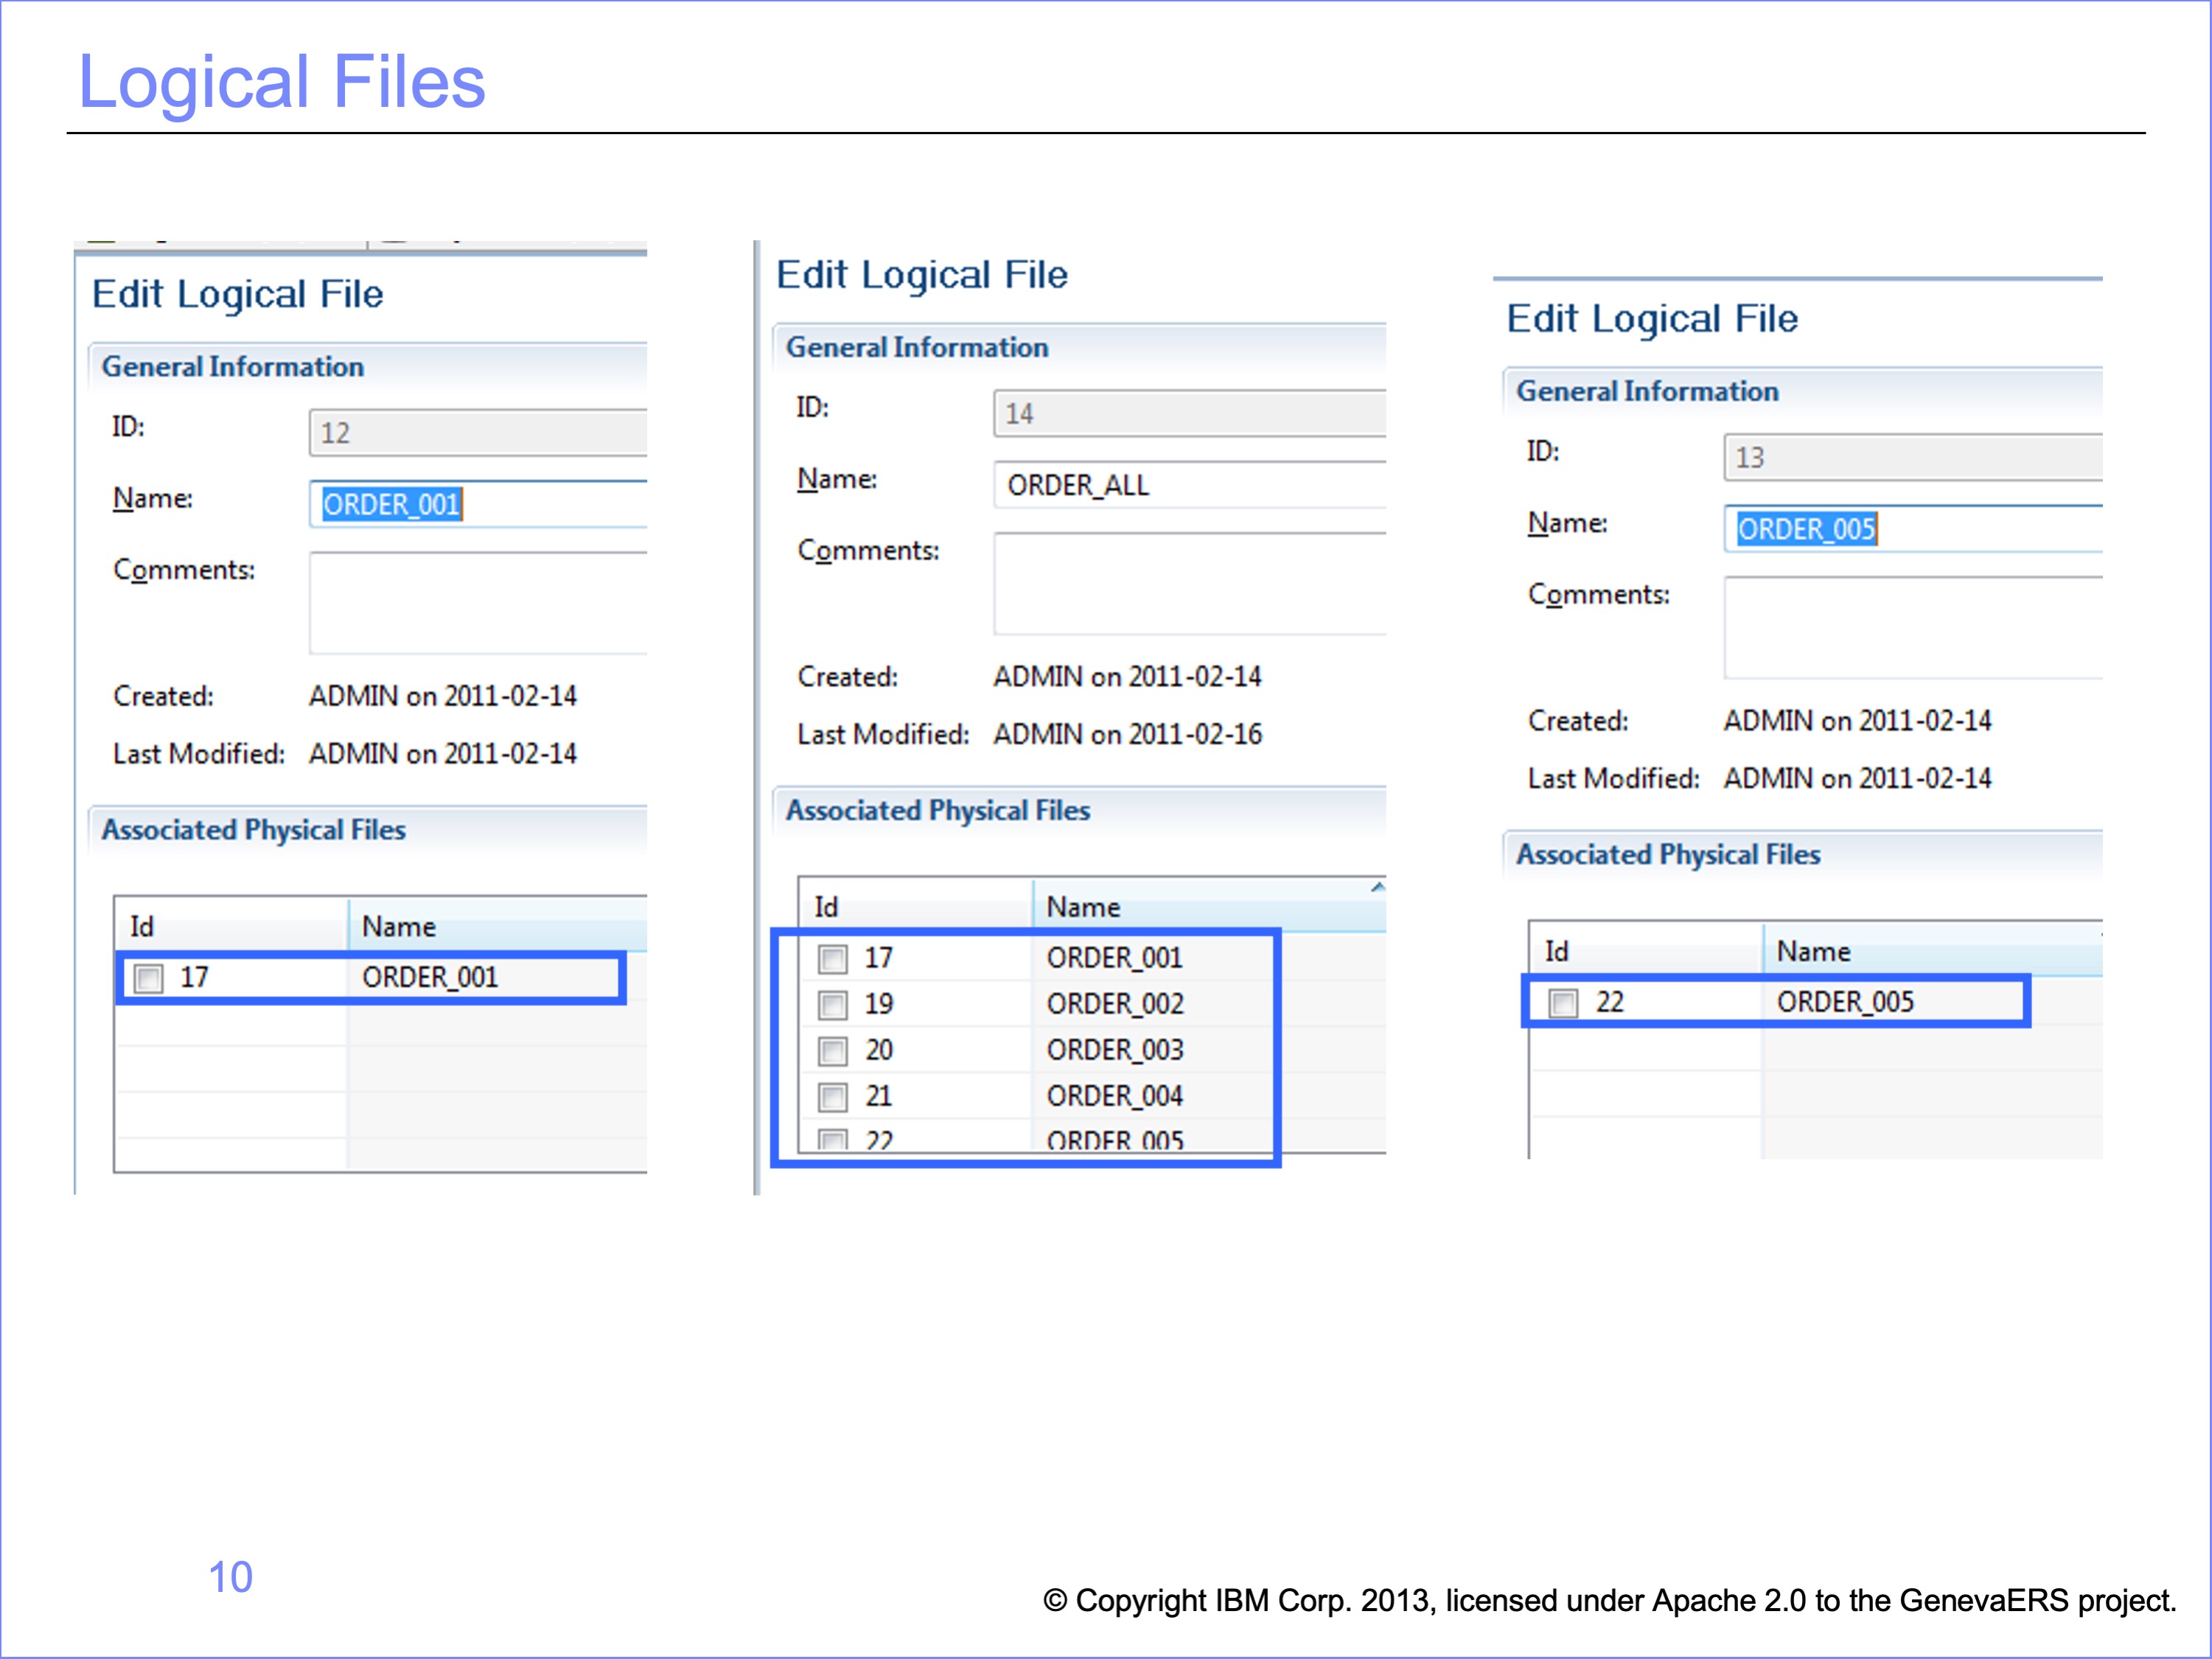 Logical Files
Edit Logical File
General Information
ID: 12
Name: ORDER_001
Comments:
Created: ADMIN on 2011-02-14
Last Modified: ADMIN on 2011-02-14
Associated Physical Files
Id Name
17 ORDER_001
Edit Logical File
General Information
ID: 14
Name: ORDER_ALL
Comments:
Created: ADMIN on 2011-02-14
Last Modified: ADMIN on 2011-02-16
Associated Physical Files
Id Name
17 ORDER_001
19 ORDER_002
20 ORDER_003
21 ORDER_004
22 ORDER_005
Edit Logical File
General Information
ID: 13
Name: ORDER_005
Comments:
Created: ADMIN on 2011-02-14
Last Modified: ADMIN on 2011-02-14
Associated Physical Files
Id Name
22 ORDER_005
10
© Copyright IBM Corp. 2013, licensed under Apache 2.0 to the GenevaERS project.